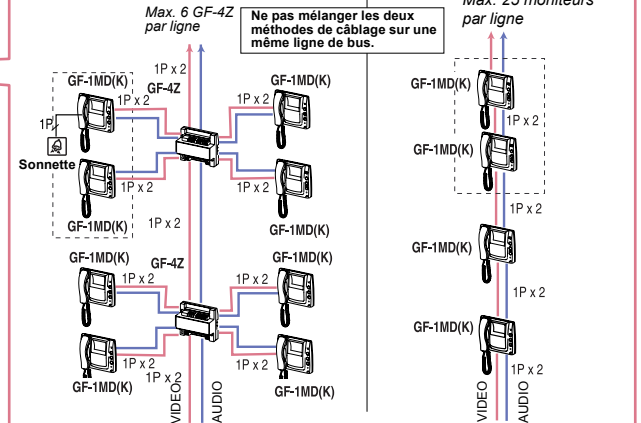 Max. 6 GF-4Z
par ligne
Ne pas mélanger les deux
méthodes de câblage sur une
même ligne de bus.
Max. 25 moniteurs
par ligne
1P x 2
GF-1MD(K)
GF-4Z
GF-1MD(K)
1P x 2
1P x 2
1P
Sonnette
1P x 2
1P x 2
GF-1MD(K)
1P x 2
GF-1MD(K)
GF-1MD(K)
GF-4Z
GF-1MD(K)
1P x 2
1P x 2
1P x 2
1P x 2
1P x 2
GF-1MD(K)
GF-1MD(K)
VIDEO
AUDIO
GF-1MD(K)
1P x 2
GF-1MD(K)
1P x 2
GF-1MD(K)
1P x 2
GF-1MD(K)
1P x 2
VIDEO
AUDIO